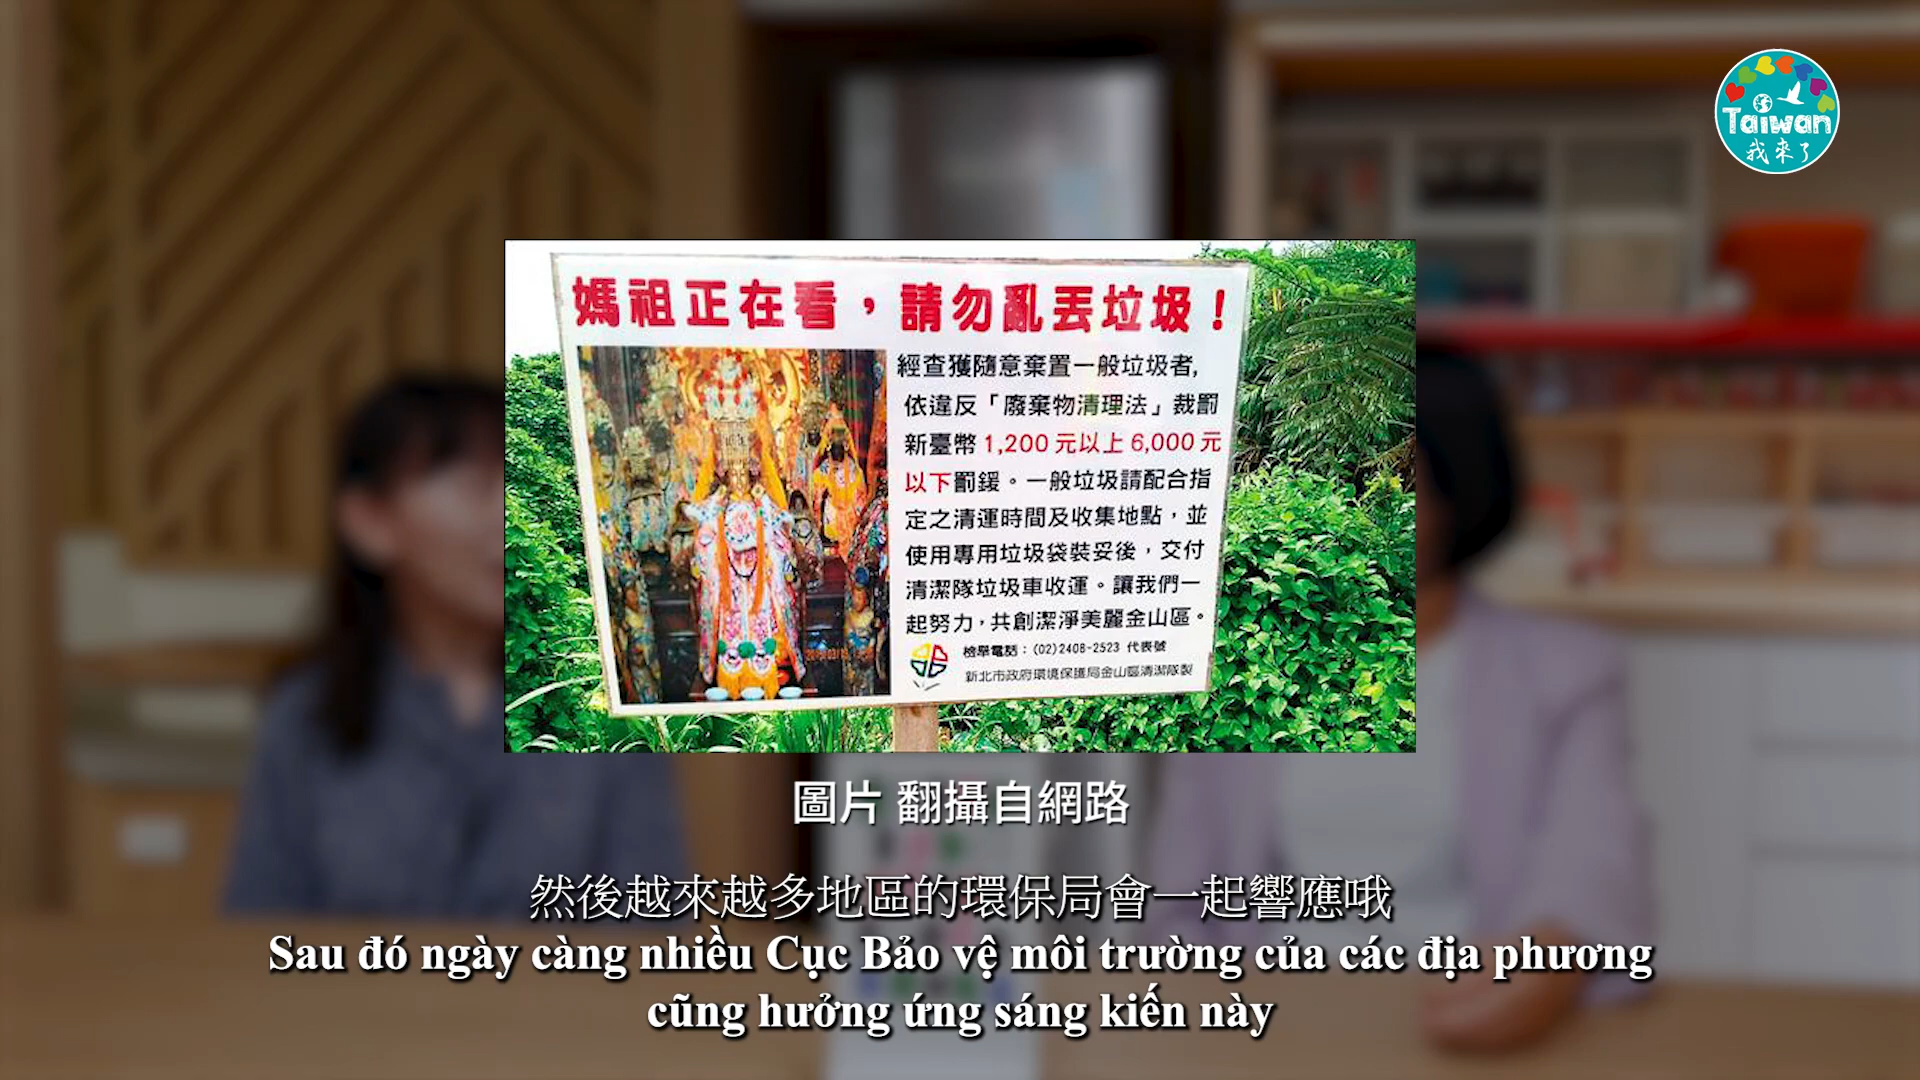 Taiwan
我來了
媽祖正在看，請勿亂丟垃圾！
經查獲隨意棄置一般垃圾者,
依違反「廢棄物清理法」裁罰
新臺幣1,200元以上6,000元
以下罰鍰。一般垃圾請配合指
定之清運時間及收集地點，並
使用專用垃圾袋裝妥後，交付
清潔隊垃圾車收運。讓我們一
起努力，共創潔淨美麗金山區。
檢舉電話：(02)2408-2523 代表號
新北市政府環境保護局金山區清潔隊製
圖片 翻攝自網路
然後越來越多地區的環保局會一起響應哦
Sau đó ngày càng nhiều Cục Bảo vệ môi trường của các địa phương
cũng hưởng ứng sáng kiến này